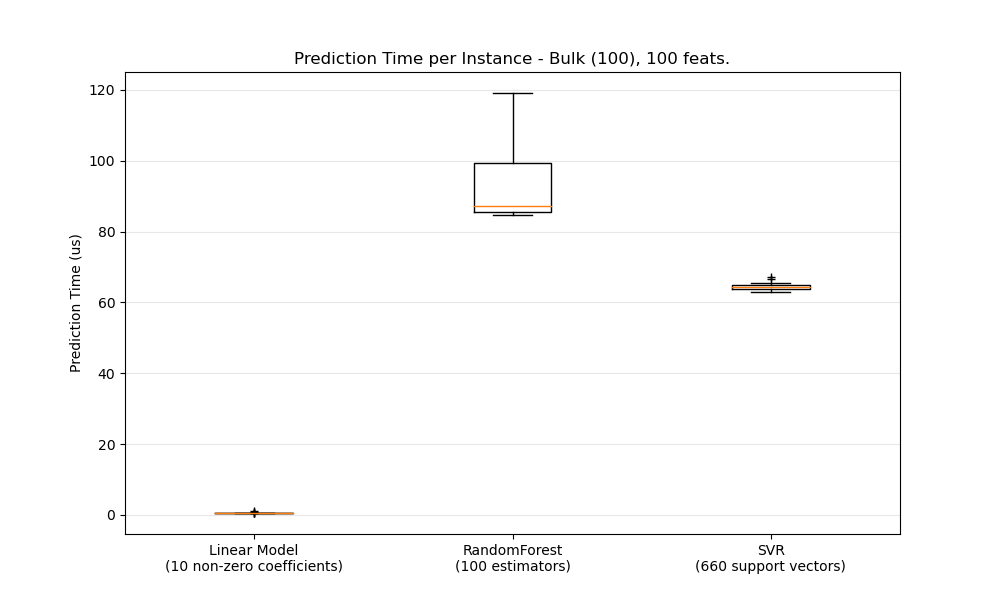 Prediction Time per Instance - Bulk (100), 100 feats.
120
100
80
60
40
20
0
Prediction Time (us)
Linear Model
(10 non-zero coefficients)
RandomForest
(100 estimators)
SVR
(660 support vectors)